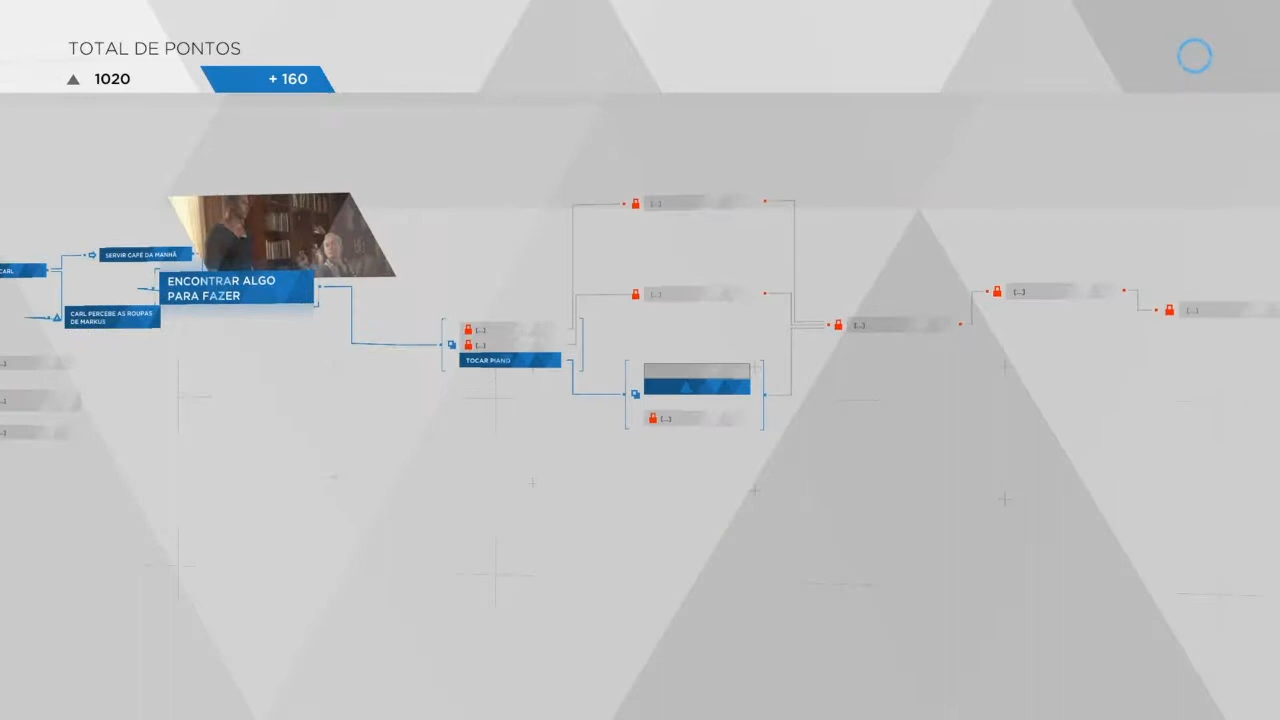 TOTAL DE PONTOS
1020
+ 160
[...]
SERVIR CAFÉ DA MANHÃ
CARL
ENCONTRAR ALGO
PARA FAZER
[...]
[...]
[...]
CARL PERCEBE AS ROUPAS
DE MARKUS
[...]
[...]
[...]
TOCAR PIANO
[...]